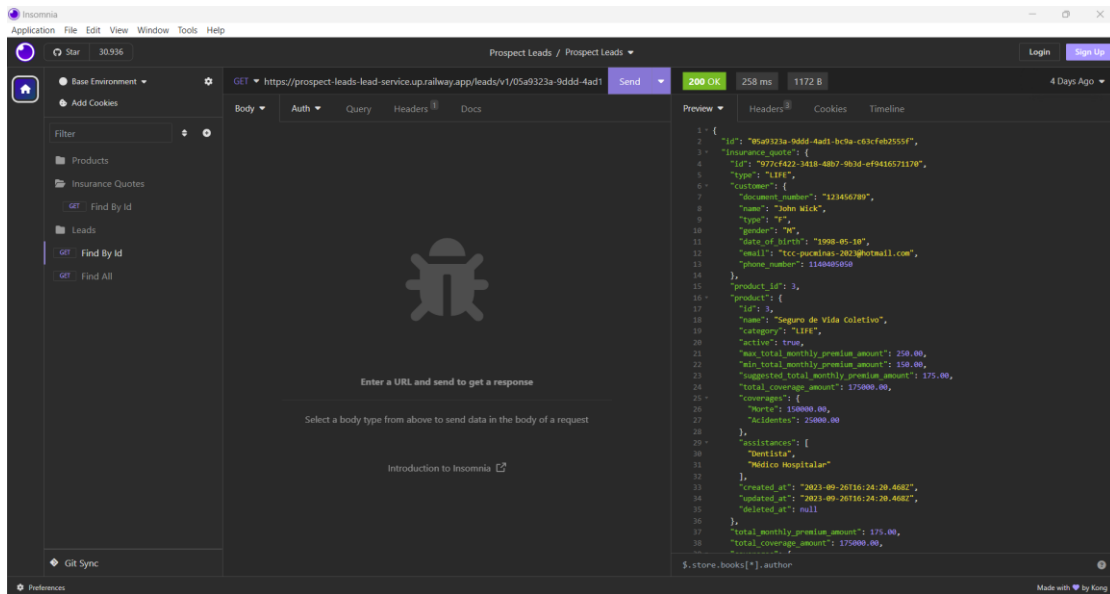 Insomnia
Application File Edit View Window Tools Help
Star 30.936
Prospect Leads / Prospect Leads
Login Sign Up
Base Environment
Add Cookies
Filter
Products
Insurance Quotes
GET Find By Id
Leads
GET Find By Id
GET Find All
Git Sync
Preferences
GET https://prospect-leads-lead-service.up.railway.app/leads/v1/05a9323a-9ddd-4ad1 Send
Body Auth Query Headers 1 Docs
Enter a URL and send to get a response
Select a body type from above to send data in the body of a request
Introduction to Insomnia
200 OK 258 ms 1172 B 4 Days Ago
Preview Headers 3 Cookies Timeline
1 {
2 "id": "05a9323a-9ddd-4ad1-bc9a-c63cfeb2555f",
3 "insurance_quote": {
4 "id": "977cf422-3418-48b7-9b3d-ef9416571170",
5 "type": "LIFE",
6 "customer": {
7 "document_number": "123456789",
8 "name": "John Wick",
9 "type": "F",
10 "gender": "M",
11 "date_of_birth": "1998-05-10",
12 "email": "tcc-pucminas-2023@hotmail.com",
13 "phone_number": 1140405050
14 },
15 "product_id": 3,
16 "product": {
17 "id": 3,
18 "name": "Seguro de Vida Coletivo",
19 "category": "LIFE",
20 "active": true,
21 "max_total_monthly_premium_amount": 250.00,
22 "min_total_monthly_premium_amount": 150.00,
23 "suggested_total_monthly_premium_amount": 175.00,
24 "total_coverage_amount": 175000.00,
25 "coverages": {
26 "Morte": 150000.00,
27 "Acidentes": 25000.00
28 },
29 "assistances": [
30 "Dentista",
31 "Médico Hospitalar"
32 ],
33 "created_at": "2023-09-26T16:24:20.468Z",
34 "updated_at": "2023-09-26T16:24:20.468Z",
35 "deleted_at": null
36 },
37 "total_monthly_premium_amount": 175.00,
38 "total_coverage_amount": 175000.00,
$.store.books[*].author
Made with by Kong